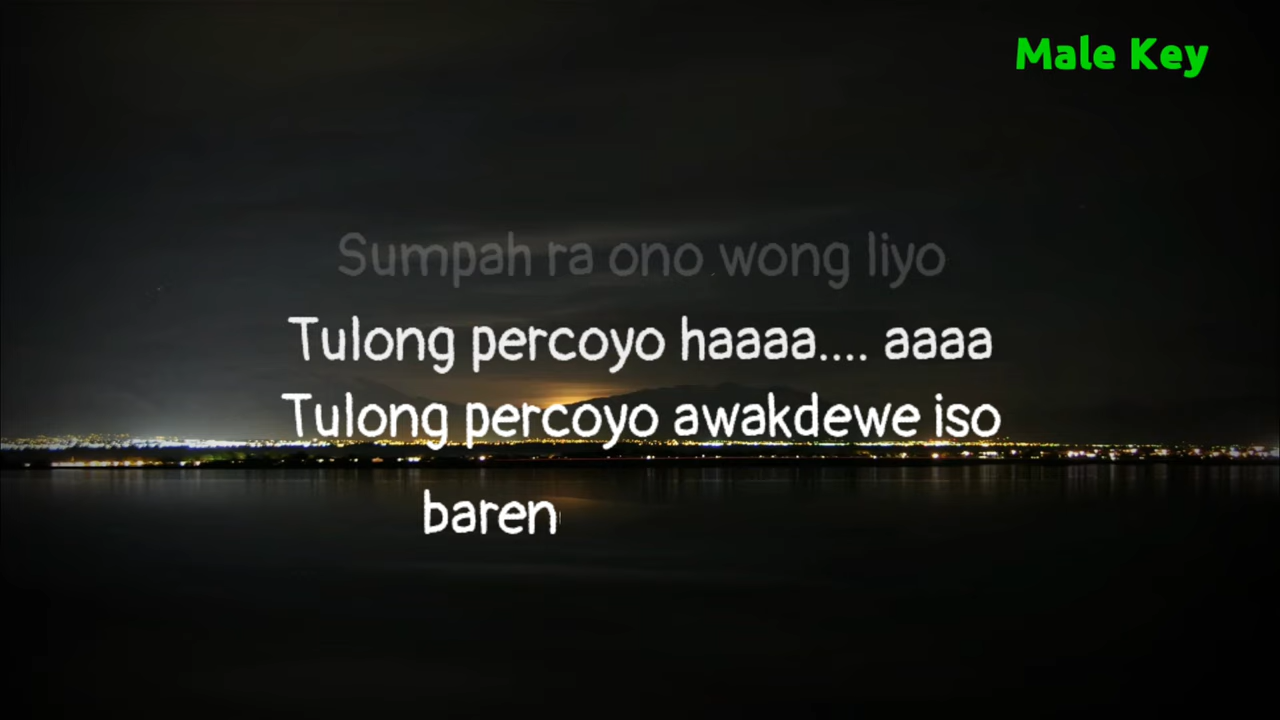 Male Key
Sumpah ra ono wong liyo
Tulong percoyo haaaa.... aaaa
Tulong percoyo awakdewe iso
baren